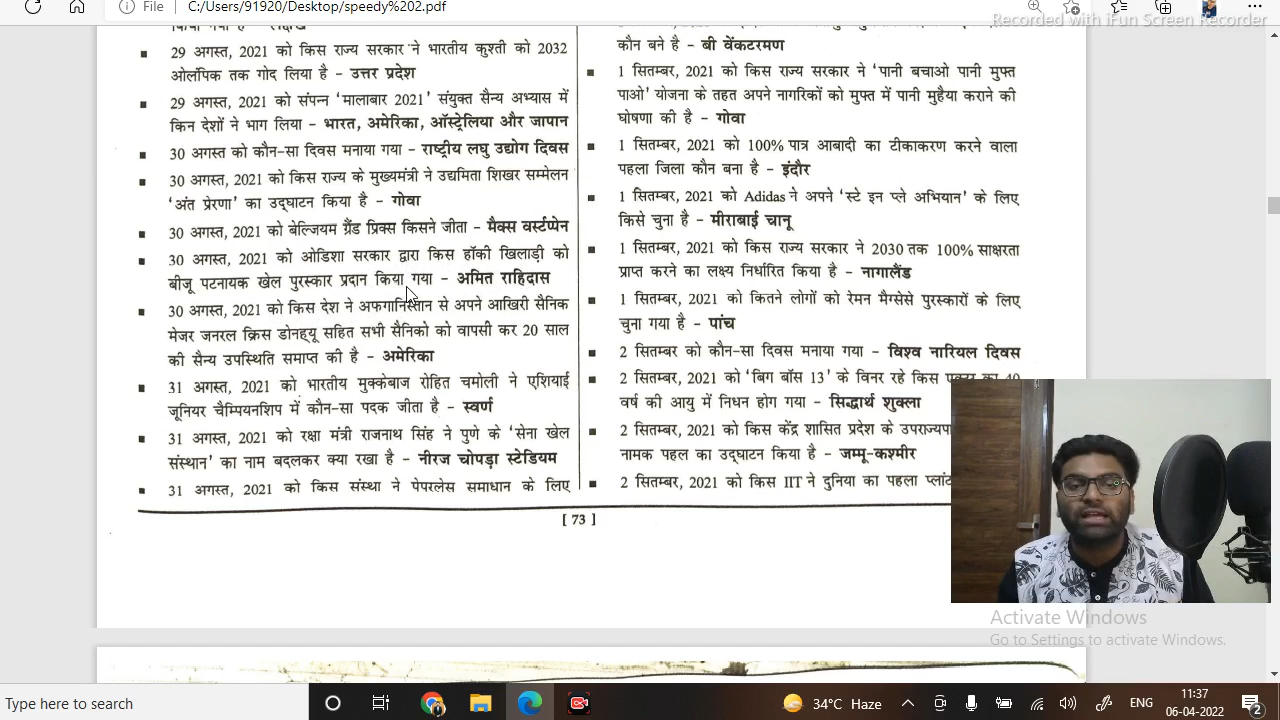 File
C:/Users/91920/Desktop/speedy%202.pdf
Recorded with iFun Screen Recorder
29 अगस्त, 2021 को किस राज्य सरकार ने भारतीय कुश्ती को 2032
ओलंपिक तक गोद लिया है – उत्तर प्रदेश
29 अगस्त, 2021 को संपन्न ‘मालाबार 2021’ संयुक्त सैन्य अभ्यास में
किन देशों ने भाग लिया – भारत, अमेरिका, ऑस्ट्रेलिया और जापान
30 अगस्त को कौन-सा दिवस मनाया गया – राष्ट्रीय लघु उद्योग दिवस
30 अगस्त, 2021 को किस राज्य के मुख्यमंत्री ने उद्यमिता शिखर सम्मेलन
‘अंत प्रेरणा’ का उद्घाटन किया है – गोवा
30 अगस्त, 2021 को बेल्जियम ग्रैंड प्रिक्स किसने जीता – मैक्स वर्स्टप्पेन
30 अगस्त, 2021 को ओडिशा सरकार द्वारा किस हॉकी खिलाड़ी को
बीजू पटनायक खेल पुरस्कार प्रदान किया गया – अमित राहिदास
30 अगस्त, 2021 को किस देश ने अफगानिस्तान से अपने आखिरी सैनिक
मेजर जनरल क्रिस डोनह्यू सहित सभी सैनिको को वापसी कर 20 साल
की सैन्य उपस्थिति समाप्त की है – अमेरिका
31 अगस्त, 2021 को भारतीय मुक्केबाज रोहित चमोली ने एशियाई
जूनियर चैम्पियनशिप में कौन-सा पदक जीता है – स्वर्ण
31 अगस्त, 2021 को रक्षा मंत्री राजनाथ सिंह ने पुणे के ‘सेना खेल
संस्थान’ का नाम बदलकर क्या रखा है – नीरज चोपड़ा स्टेडियम
31 अगस्त, 2021 को किस संस्था ने पेपरलेस समाधान के लिए
कौन बने है – बी वेंकटरमण
1 सितम्बर, 2021 को किस राज्य सरकार ने ‘पानी बचाओ पानी मुफ्त
पाओ’ योजना के तहत अपने नागरिकों को मुफ्त में पानी मुहैया कराने की
घोषणा की है – गोवा
1 सितम्बर, 2021 को 100% पात्र आबादी का टीकाकरण करने वाला
पहला जिला कौन बना है – इंदौर
1 सितम्बर, 2021 को Adidas ने अपने ‘स्टे इन प्ले अभियान’ के लिए
किसे चुना है – मीराबाई चानू
1 सितम्बर, 2021 को किस राज्य सरकार ने 2030 तक 100% साक्षरता
प्राप्त करने का लक्ष्य निर्धारित किया है – नागालैंड
1 सितम्बर, 2021 को कितने लोगों को रेमन मैग्सेसे पुरस्कारों के लिए
चुना गया है – पांच
2 सितम्बर को कौन-सा दिवस मनाया गया – विश्व नारियल दिवस
2 सितम्बर, 2021 को ‘बिग बॉस 13’ के विनर रहे किस
वर्ष की आयु में निधन होग गया – सिद्धार्थ शुक्ला
2 सितम्बर, 2021 को किस केंद्र शासित प्रदेश के
नामक पहल का उद्घाटन किया है – जम्मू-कश्मीर
2 सितम्बर, 2021 को किस IIT ने दुनिया का पहला
[ 73 ]
Activate Windows
Go to Settings to activate Windows.
Type here to search
34°C Haze
ENG
11:37
06-04-2022
2